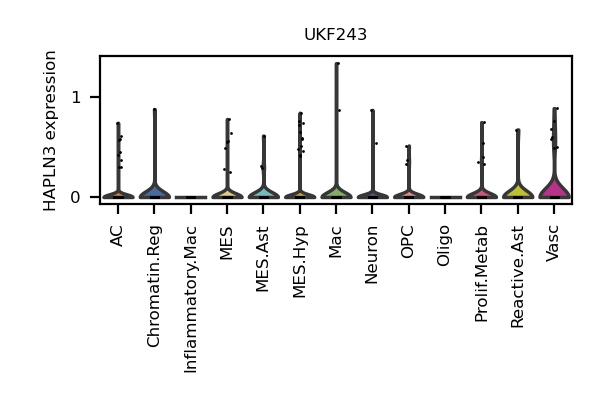 UKF243
HAPLN3 expression
1
0
AC
Chromatin.Reg
Inflammatory.Mac
MES
MES.Ast
MES.Hyp
Mac
Neuron
OPC
Oligo
Prolif.Metab
Reactive.Ast
Vasc